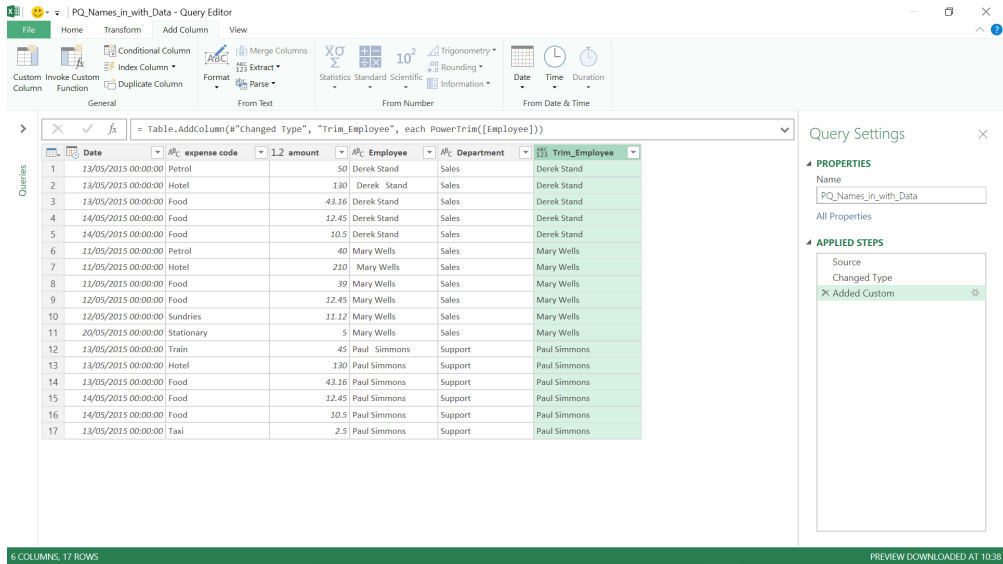 PQ_Names_in_with_Data - Query Editor
File Home Transform Add Column View
Custom Column
Invoke Custom Function
Conditional Column
Index Column
Duplicate Column
General
Format
Merge Columns
ABC 123 Extract
abc Parse
From Text
XΟ Σ Statistics
Standard
10² Scientific
Trigonometry
.00 Rounding
Information
From Number
Date
Time
Duration
From Date & Time
fx = Table.AddColumn(#"Changed Type", "Trim_Employee", each PowerTrim([Employee]))
Queries
Date ABC expense code 1.2 amount ABC Employee ABC Department ABC 123 Trim_Employee
1 13/05/2015 00:00:00 Petrol 50 Derek Stand Sales Derek Stand
2 13/05/2015 00:00:00 Hotel 130 Derek Stand Sales Derek Stand
3 13/05/2015 00:00:00 Food 43.16 Derek Stand Sales Derek Stand
4 14/05/2015 00:00:00 Food 12.45 Derek Stand Sales Derek Stand
5 14/05/2015 00:00:00 Food 10.5 Derek Stand Sales Derek Stand
6 11/05/2015 00:00:00 Petrol 40 Mary Wells Sales Mary Wells
7 11/05/2015 00:00:00 Hotel 210 Mary Wells Sales Mary Wells
8 11/05/2015 00:00:00 Food 39 Mary Wells Sales Mary Wells
9 12/05/2015 00:00:00 Food 12.45 Mary Wells Sales Mary Wells
10 12/05/2015 00:00:00 Sundries 11.12 Mary Wells Sales Mary Wells
11 20/05/2015 00:00:00 Stationary 5 Mary Wells Sales Mary Wells
12 13/05/2015 00:00:00 Train 45 Paul Simmons Support Paul Simmons
13 13/05/2015 00:00:00 Hotel 130 Paul Simmons Support Paul Simmons
14 13/05/2015 00:00:00 Food 43.16 Paul Simmons Support Paul Simmons
15 14/05/2015 00:00:00 Food 12.45 Paul Simmons Support Paul Simmons
16 14/05/2015 00:00:00 Food 10.5 Paul Simmons Support Paul Simmons
17 13/05/2015 00:00:00 Taxi 2.5 Paul Simmons Support Paul Simmons
Query Settings
PROPERTIES
Name
PQ_Names_in_with_Data
All Properties
APPLIED STEPS
Source
Changed Type
Added Custom
6 COLUMNS, 17 ROWS
PREVIEW DOWNLOADED AT 10:38